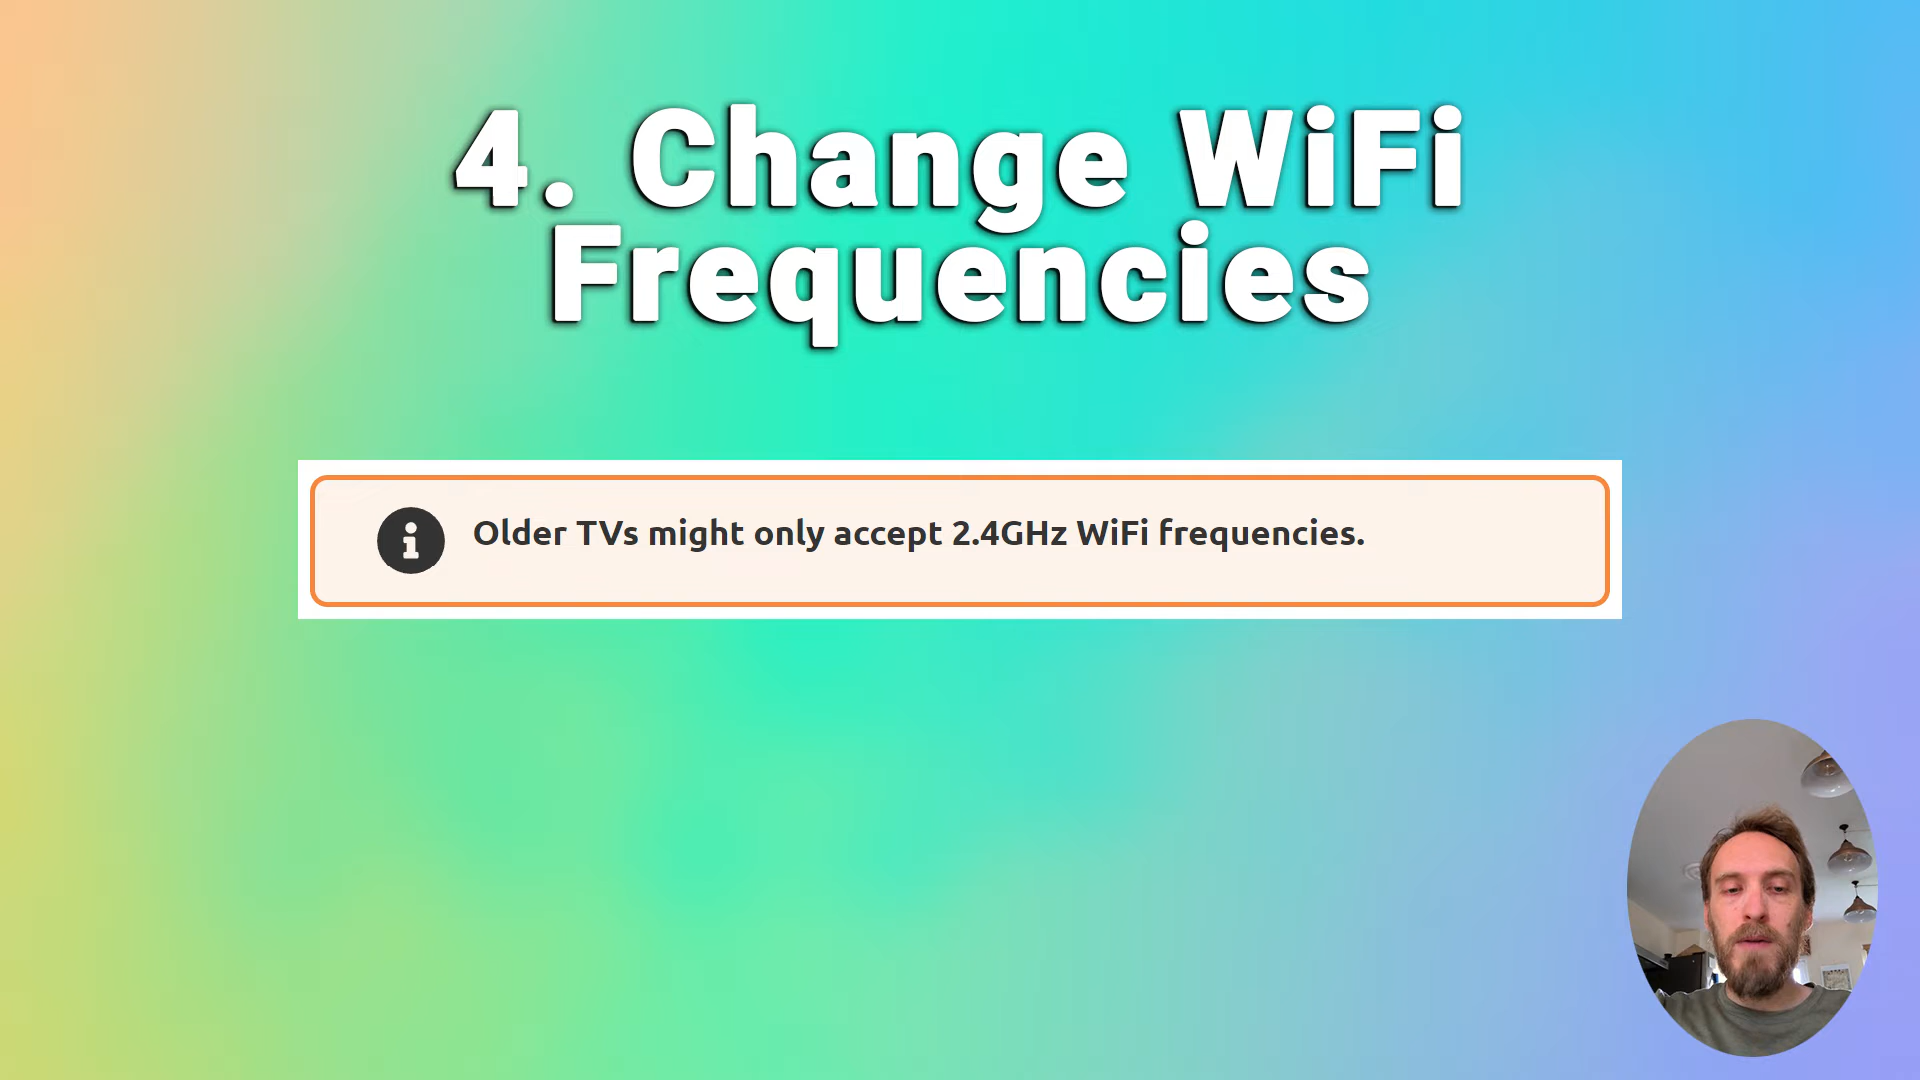 4. Change WiFi
Frequencies
Older TVs might only accept 2.4GHz WiFi frequencies.